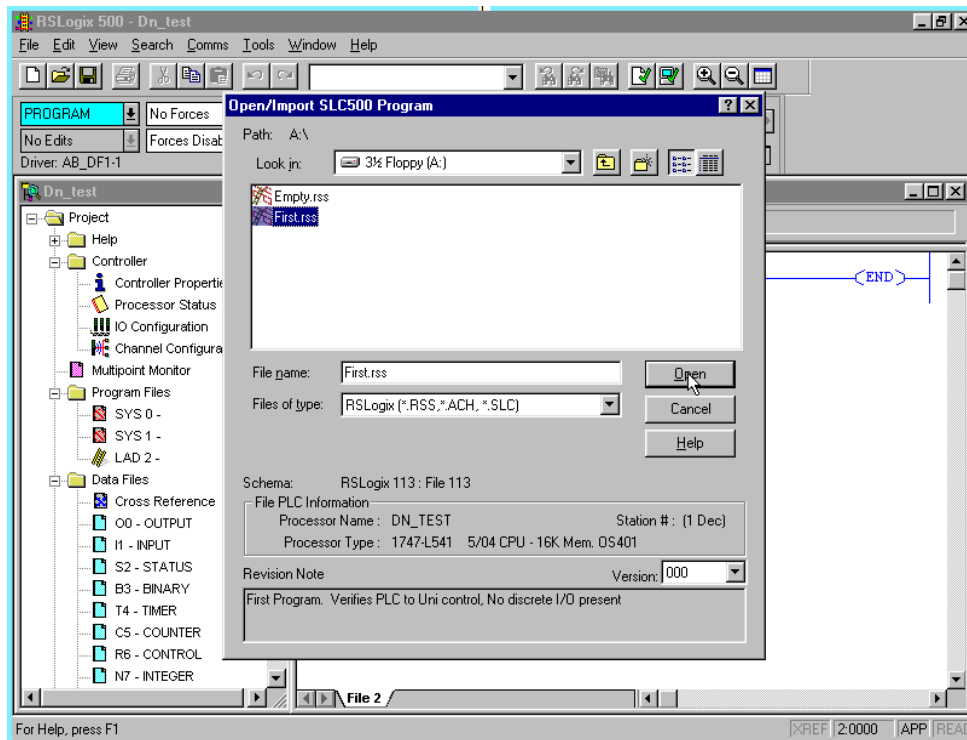 RSLogix 500 - Dn_test
File Edit View Search Comms Tools Window Help
PROGRAM No Forces
No Edits Forces Disat
Driver: AB_DF1-1
Open/Import SLC500 Program
Path: A:\
Look in: 3½ Floppy (A:)
Empty.rss
First.rss
File name: First.rss
Open
Files of type: RSLogix (*.RSS,*.ACH, *.SLC)
Cancel
Help
Schema: RSLogix 113 : File 113
File PLC Information
Processor Name : DN_TEST Station # : (1 Dec)
Processor Type : 1747-L541 5/04 CPU - 16K Mem. OS401
Revision Note Version: 000
First Program. Verifies PLC to Uni control, No discrete I/O present
Dn_test
Project
Help
Controller
Controller Propertie
Processor Status
IO Configuration
Channel Configura
Multipoint Monitor
Program Files
SYS 0 -
SYS 1 -
LAD 2 -
Data Files
Cross Reference
O0 - OUTPUT
I1 - INPUT
S2 - STATUS
B3 - BINARY
T4 - TIMER
C5 - COUNTER
R6 - CONTROL
N7 - INTEGER
END
File 2
For Help, press F1 XREF 2:0000 APP READ